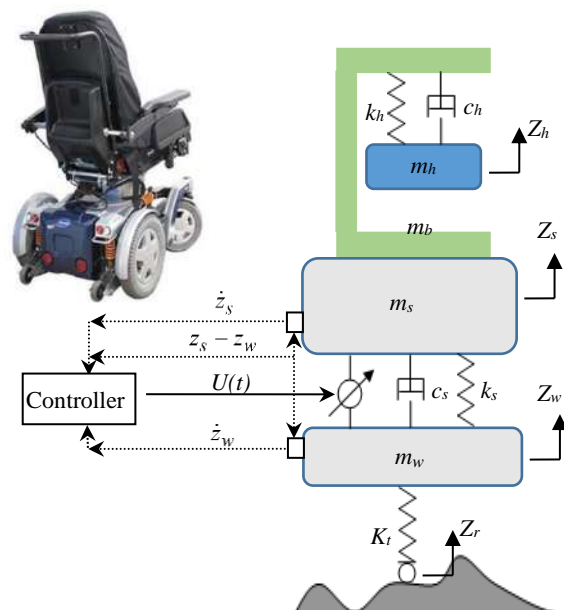 k_h
c_h
Z_h
m_h
m_b
Z_s
ż_s
m_s
z_s – z_w
U(t)
Controller
c_s
k_s
Z_w
ż_w
m_w
K_t
Z_r